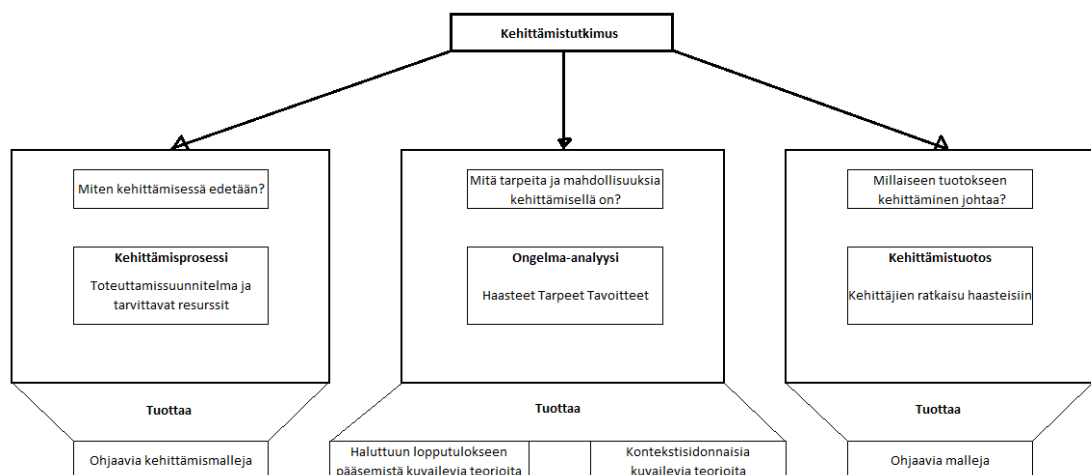 Kehittämistutkimus
Miten kehittämisessä edetään?
Kehittämisprosessi
Toteuttamissuunnitelma ja
tarvittavat resurssit
Tuottaa
Ohjaavia kehittämismalleja
Mitä tarpeita ja mahdollisuuksia
kehittämisellä on?
Ongelma-analyysi
Haasteet Tarpeet Tavoitteet
Tuottaa
Haluttuun lopputulokseen
pääsemistä kuvailevia teorioita
Kontekstisidonnaisia
kuvailevia teorioita
Millaiseen tuotokseen
kehittäminen johtaa?
Kehittämistuotos
Kehittäjien ratkaisu haasteisiin
Tuottaa
Ohjaavia malleja